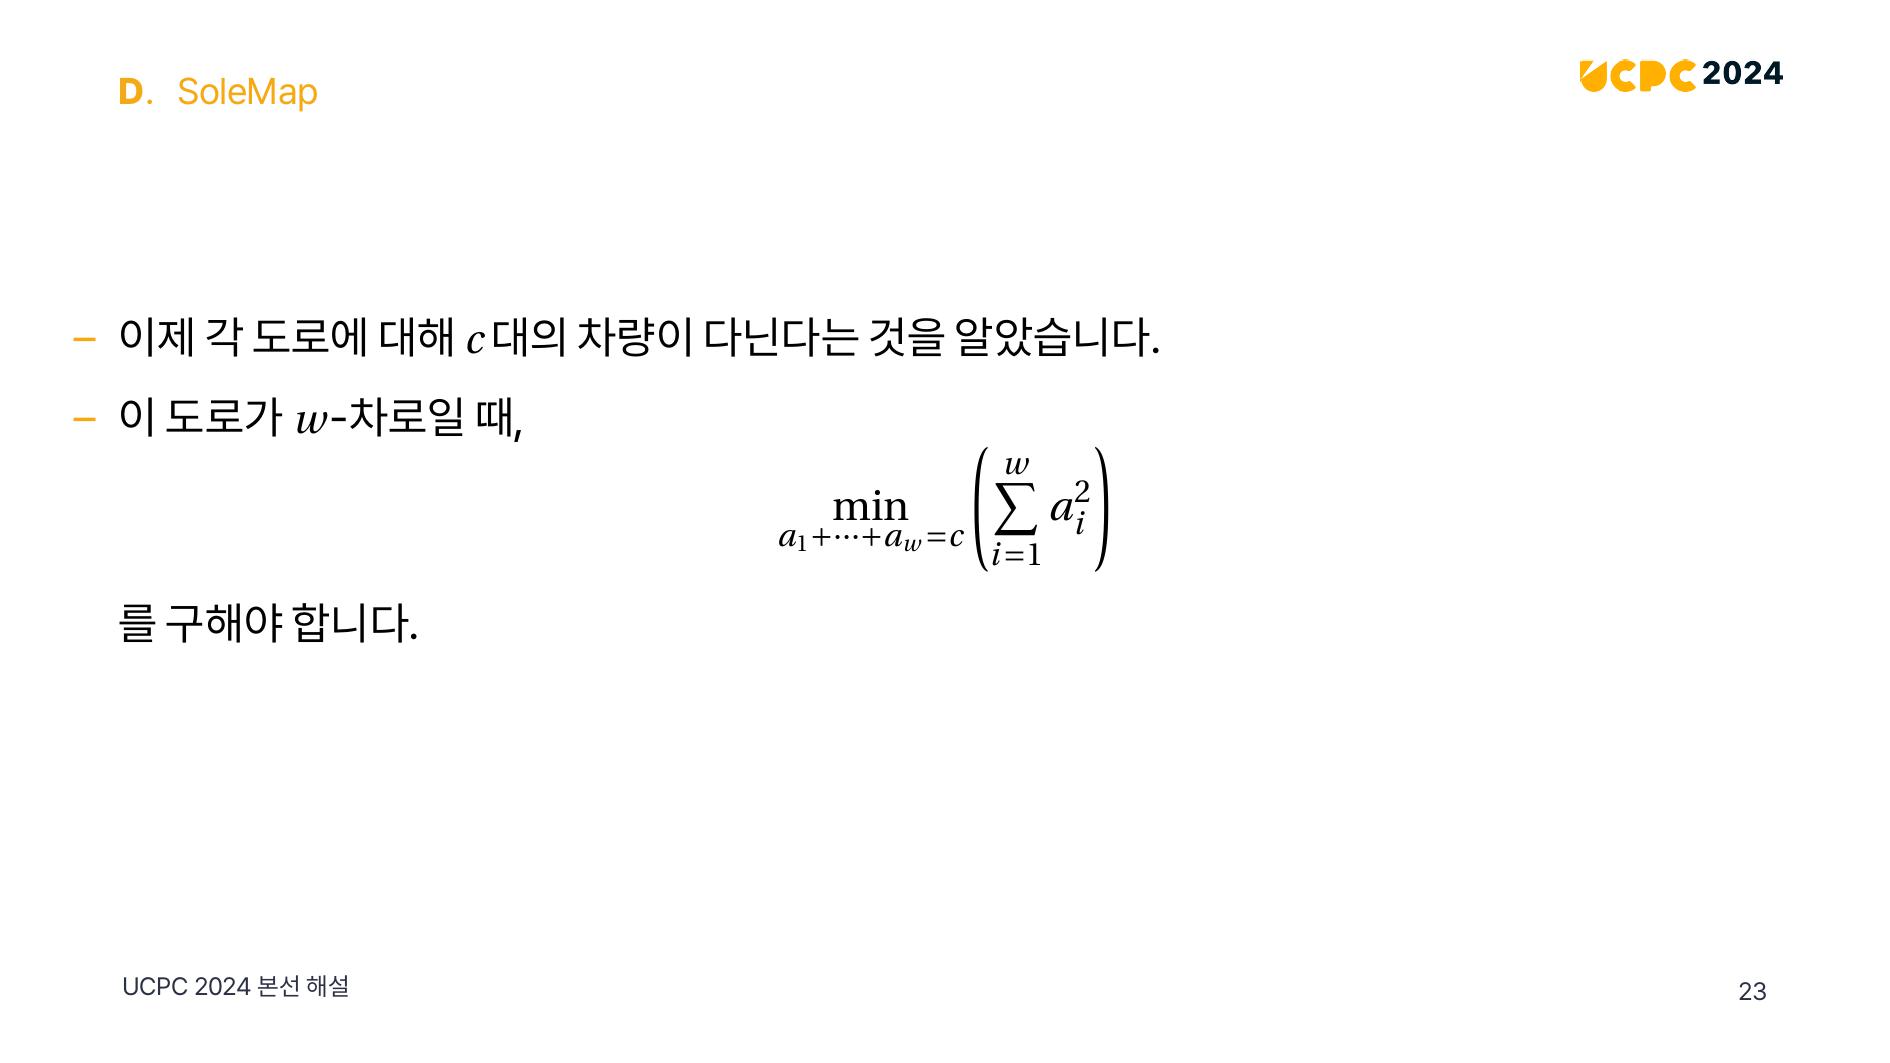 D. SoleMap
UCPC 2024
– 이제 각 도로에 대해 c대의 차량이 다닌다는 것을 알았습니다.
– 이 도로가 w-차로일 때,
$\min_{a_1+\cdots+a_w=c} \left( \sum_{i=1}^{w} a_i^2 \right)$
를 구해야 합니다.
UCPC 2024 본선 해설
23